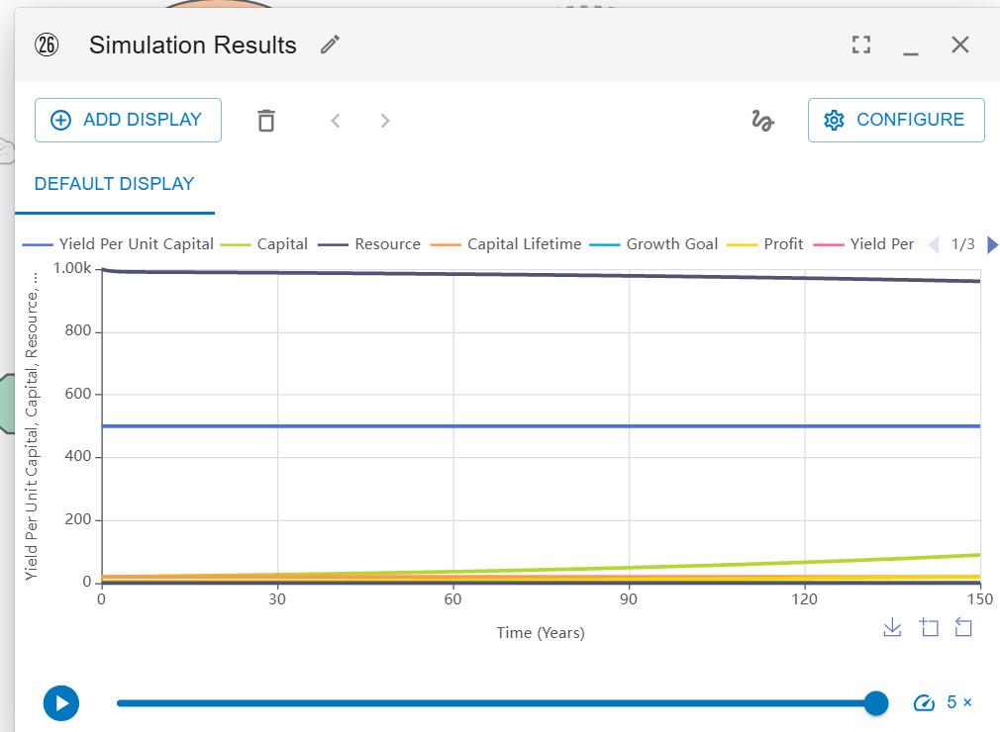 ㉖ Simulation Results
ADD DISPLAY
CONFIGURE
DEFAULT DISPLAY
Yield Per Unit Capital Capital Resource Capital Lifetime Growth Goal Profit Yield Per 1/3
Yield Per Unit Capital, Capital, Resource, ...
1.00k
800
600
400
200
0
0 30 60 90 120 150
Time (Years)
5 ×